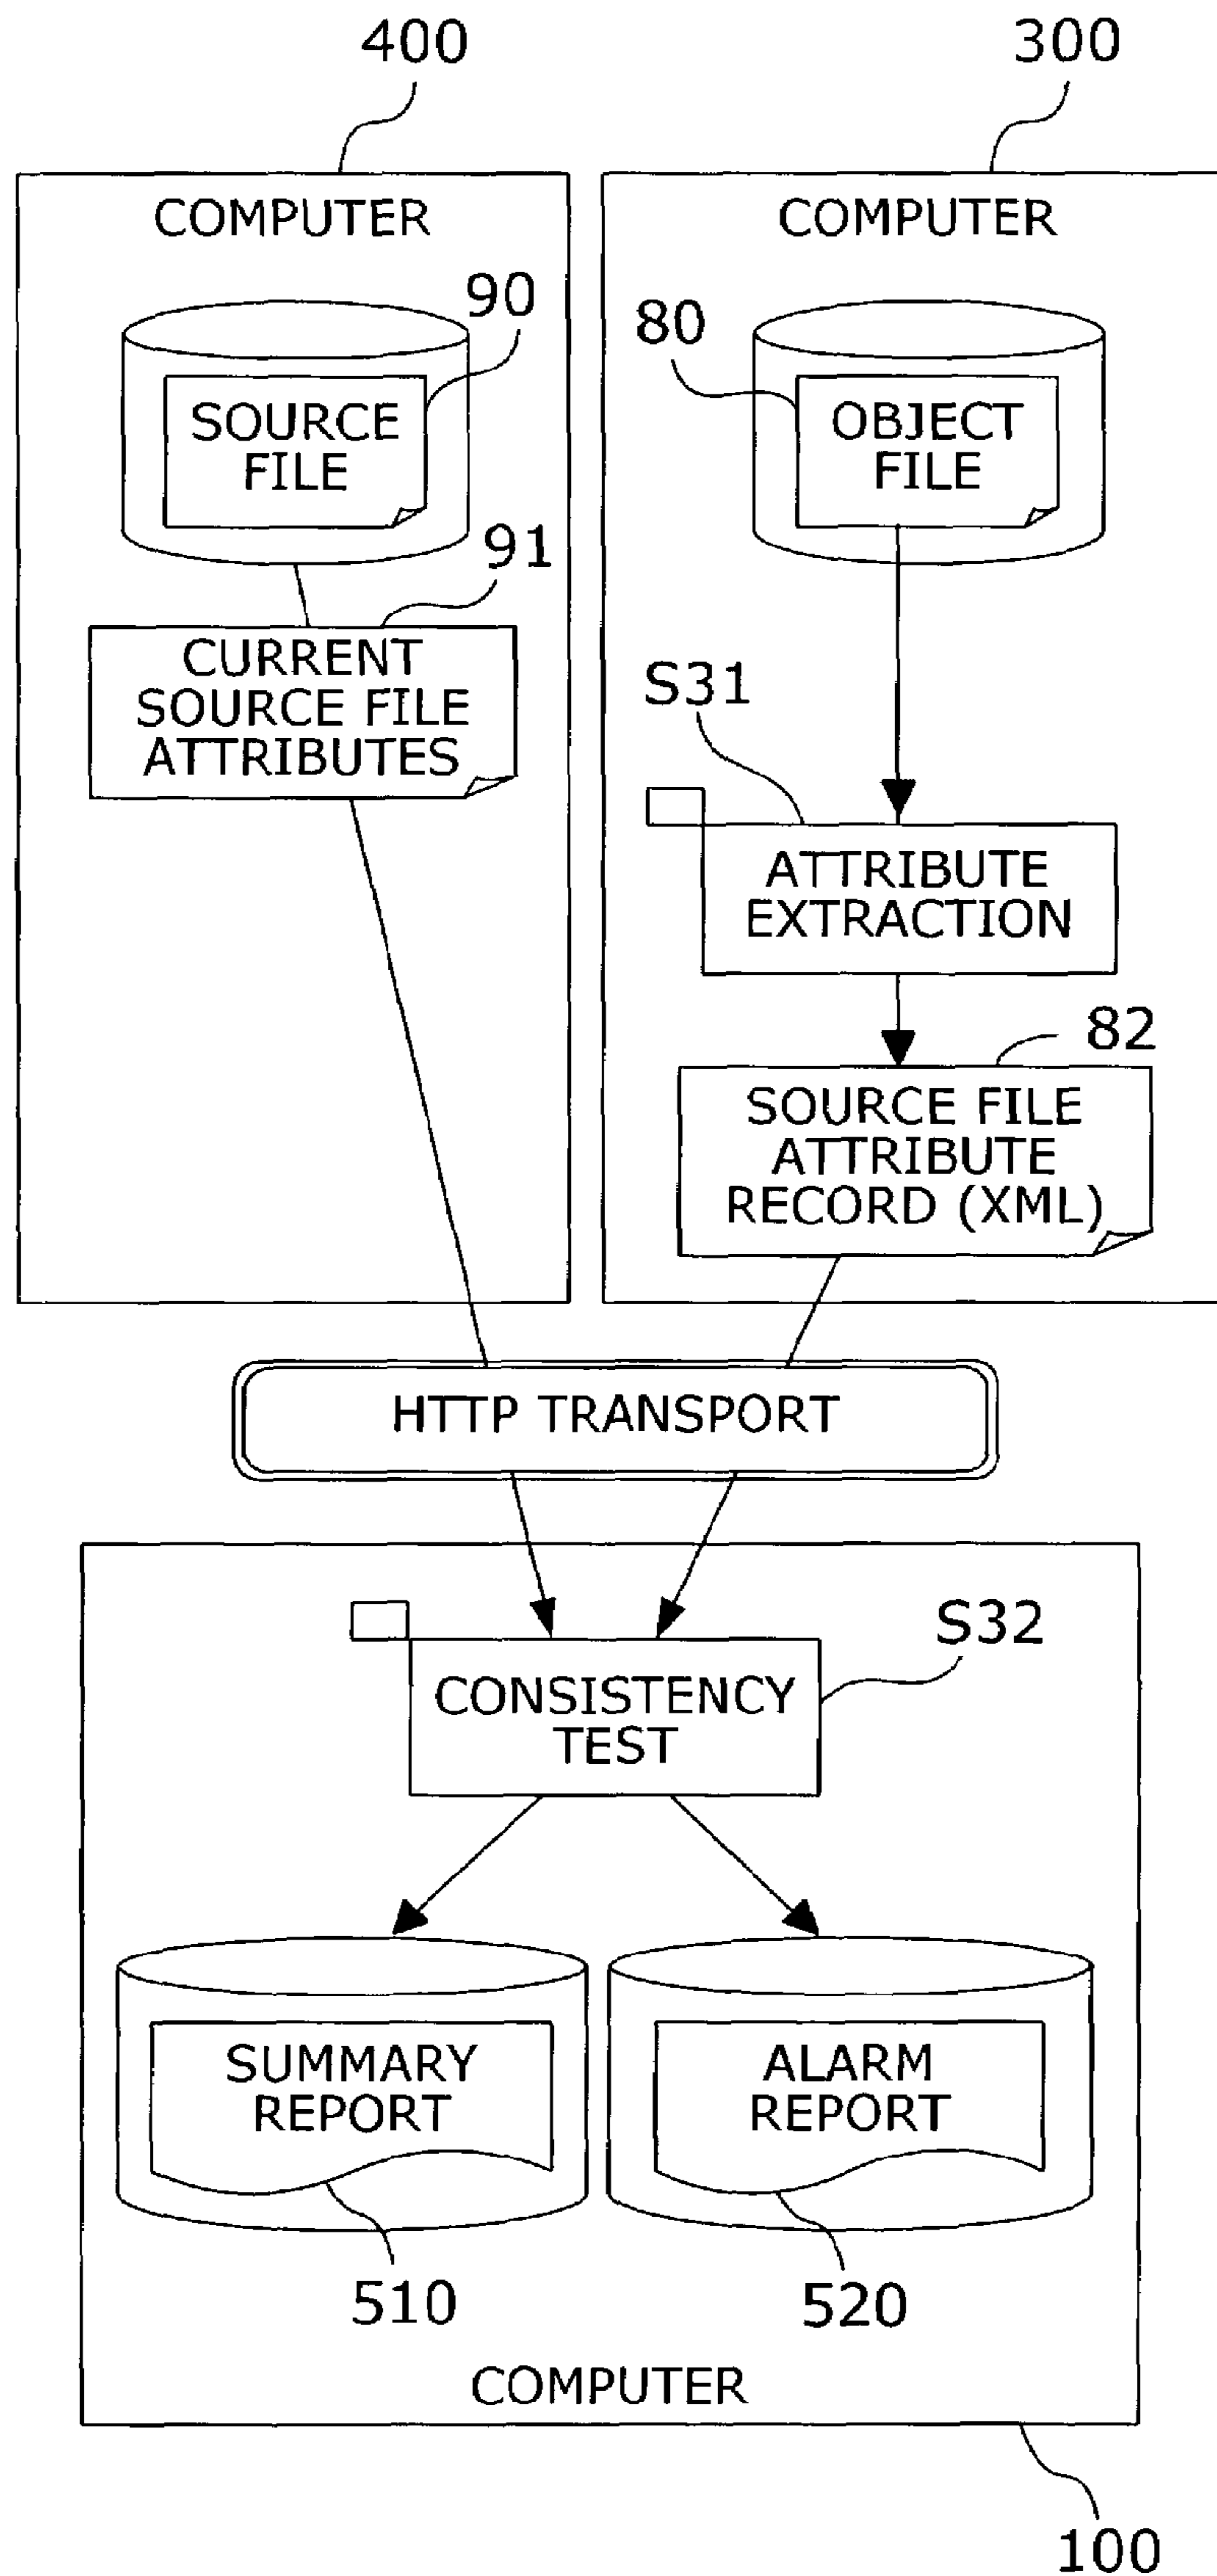 400
300
COMPUTER
COMPUTER
90
80
SOURCE
FILE
OBJECT
FILE
91
CURRENT
SOURCE FILE
ATTRIBUTES
S31
ATTRIBUTE
EXTRACTION
82
SOURCE FILE
ATTRIBUTE
RECORD (XML)
HTTP TRANSPORT
S32
CONSISTENCY
TEST
SUMMARY
REPORT
ALARM
REPORT
510
520
COMPUTER
100